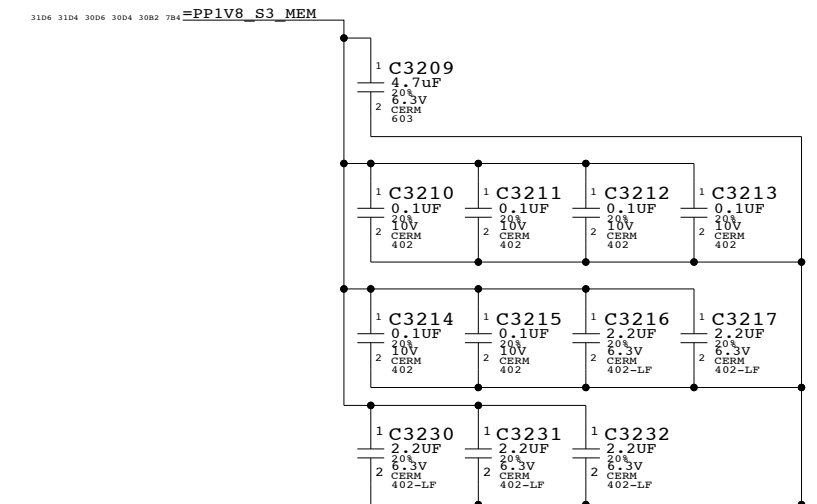 31D6 31D4 30D6 30D4 30B2 7B4 =PP1V8_S3_MEM
1 C3209
4.7uF
20%
6.3V
2 CERM
603
1 C3210 1 C3211 1 C3212 1 C3213
0.1UF 0.1UF 0.1UF 0.1UF
20% 20% 20% 20%
10V 10V 10V 10V
2 CERM 2 CERM 2 CERM 2 CERM
402 402 402 402
1 C3214 1 C3215 1 C3216 1 C3217
0.1UF 0.1UF 2.2UF 2.2UF
20% 20% 20% 20%
10V 10V 6.3V 6.3V
2 CERM 2 CERM 2 CERM 2 CERM
402 402 402-LF 402-LF
1 C3230 1 C3231 1 C3232
2.2UF 2.2UF 2.2UF
20% 20% 20%
6.3V 6.3V 6.3V
2 CERM 2 CERM 2 CERM
402-LF 402-LF 402-LF